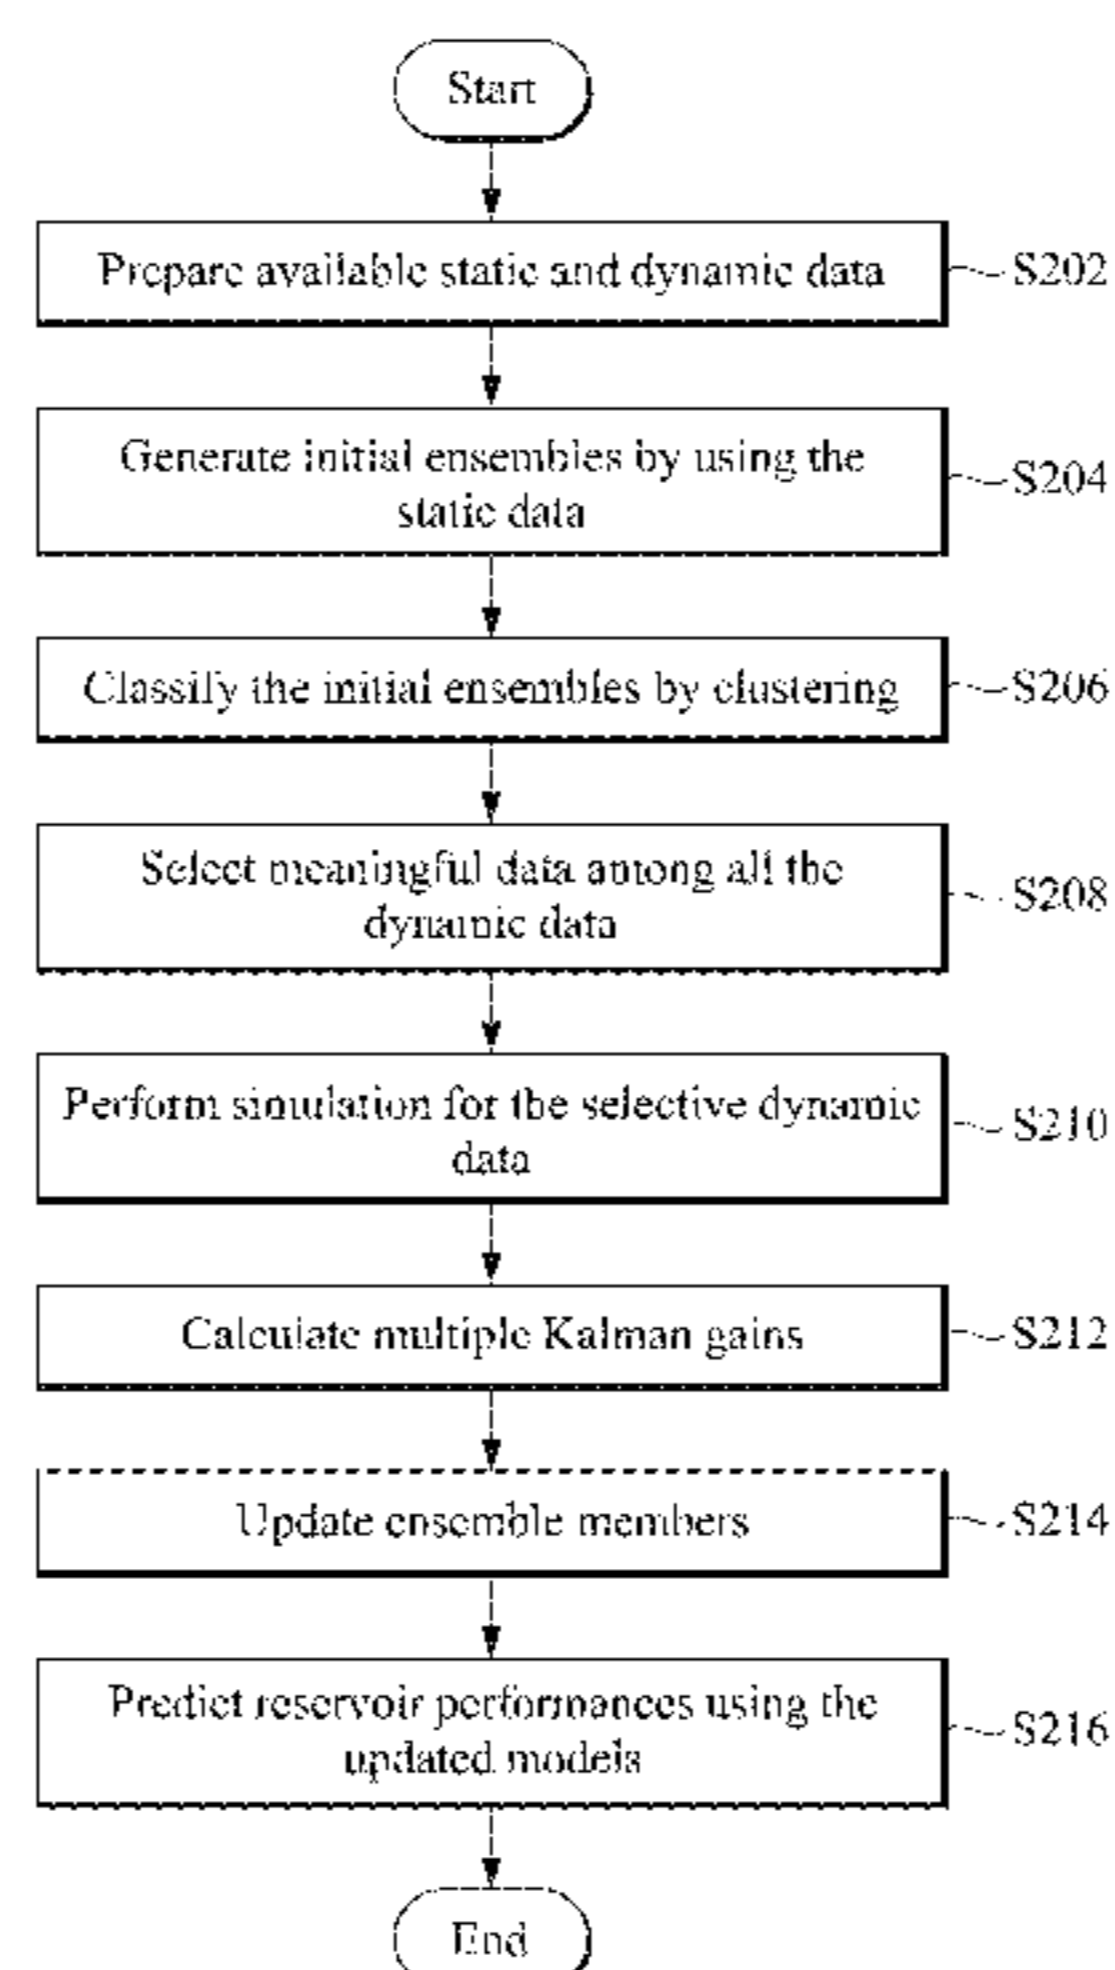 Start
Prepare available static and dynamic data
S202
Generate initial ensembles by using the
static data
S204
Classify the initial ensembles by clustering
S206
Select meaningful data among all the
dynamic data
S208
Perform simulation for the selective dynamic
data
S210
Calculate multiple Kalman gains
S212
Update ensemble members
S214
Predict reservoir performances using the
updated models
S216
End